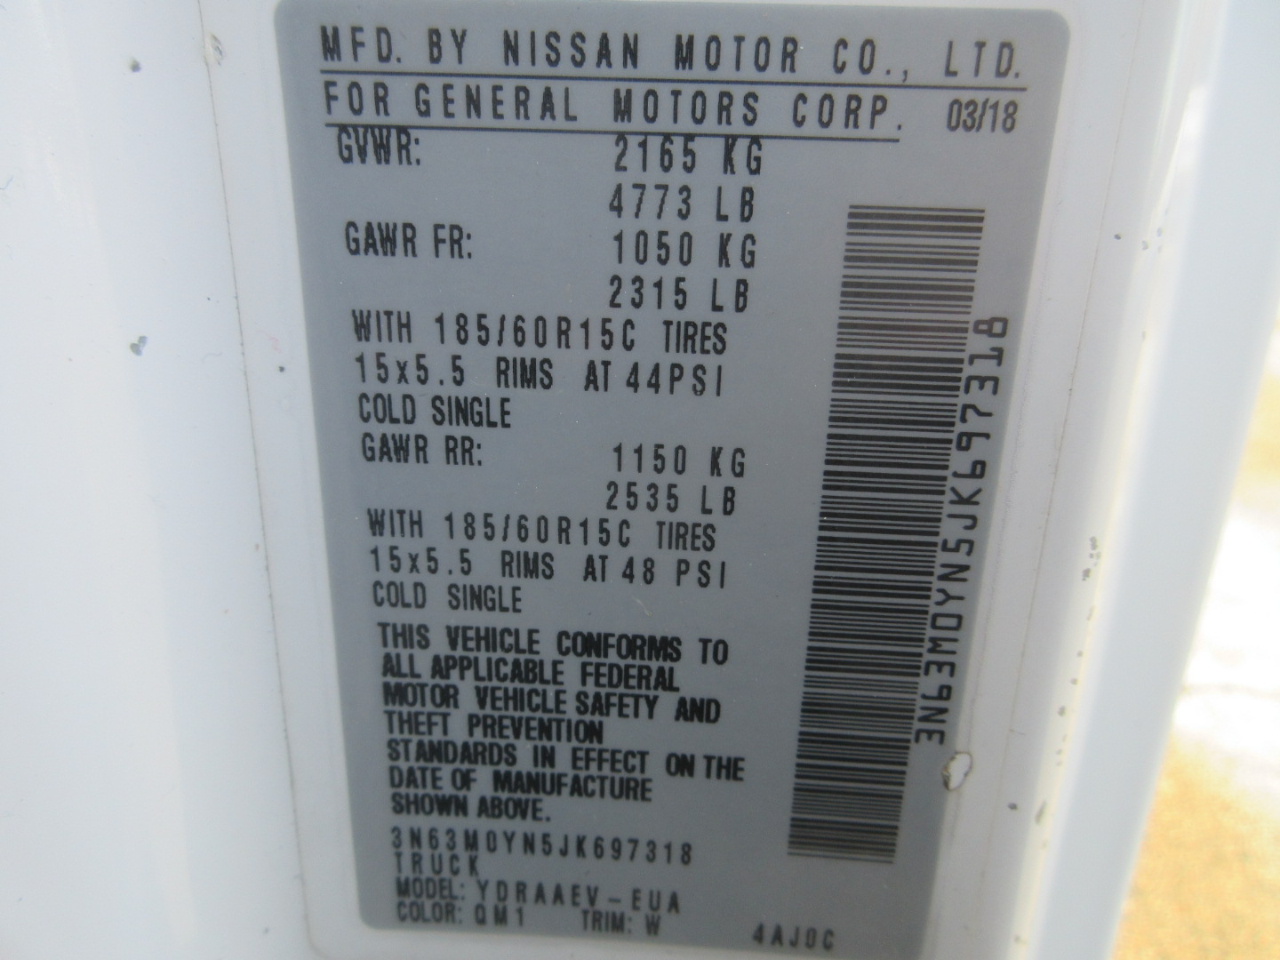 MFD. BY NISSAN MOTOR CO., LTD.
FOR GENERAL MOTORS CORP. 03/18
GVWR: 2165 KG
4773 LB
GAWR FR: 1050 KG
2315 LB
WITH 185/60R15C TIRES
15x5.5 RIMS AT 44PSI
COLD SINGLE
GAWR RR: 1150 KG
2535 LB
WITH 185/60R15C TIRES
15x5.5 RIMS AT 48 PSI
COLD SINGLE
THIS VEHICLE CONFORMS TO
ALL APPLICABLE FEDERAL
MOTOR VEHICLE SAFETY AND
THEFT PREVENTION
STANDARDS IN EFFECT ON THE
DATE OF MANUFACTURE
SHOWN ABOVE.
3N63M0YN5JK697318
TRUCK
MODEL: YDRAAEV-EUA
COLOR: QM1 TRIM: W 4AJ0C
3N63M0YN5JK697318